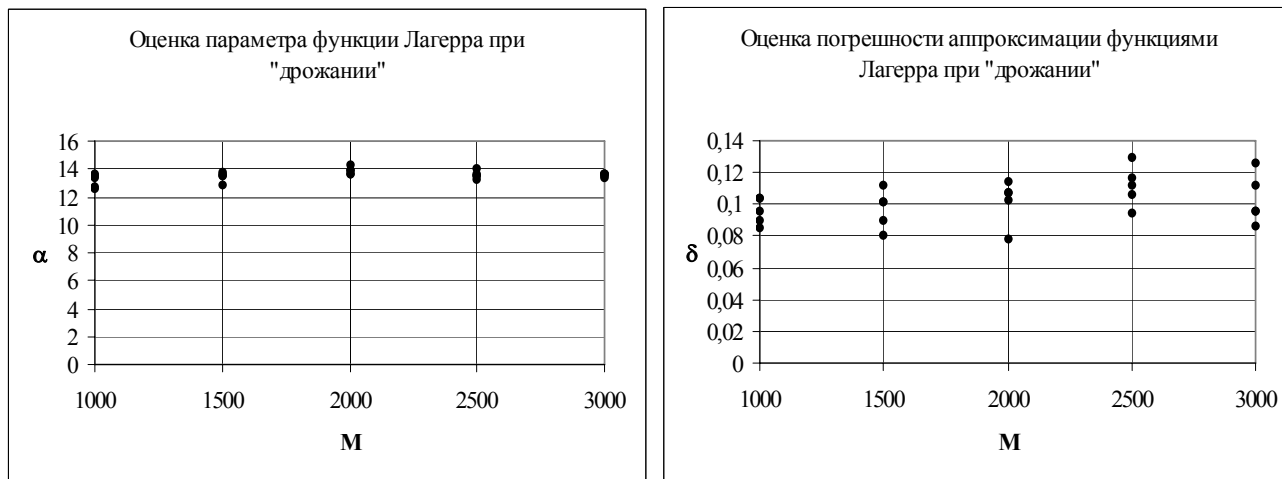 Оценка параметра функции Лагерра при
"дрожании"
16
14
12
10
8
6
4
2
0
α
1000 1500 2000 2500 3000
M
Оценка погрешности аппроксимации функциями
Лагерра при "дрожании"
0,14
0,12
0,1
0,08
0,06
0,04
0,02
0
δ
1000 1500 2000 2500 3000
M